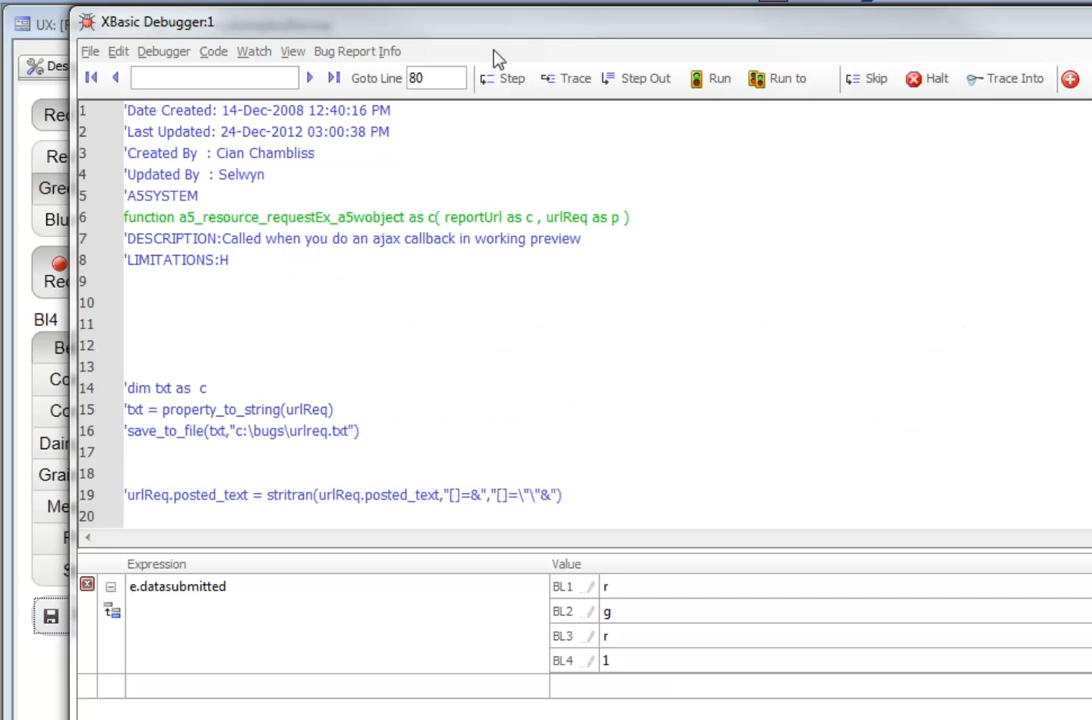 UX: [F
XBasic Debugger:1
File Edit Debugger Code Watch View Bug Report Info
Goto Line 80 Step Trace Step Out Run Run to Skip Halt Trace Into
1 'Date Created: 14-Dec-2008 12:40:16 PM
2 'Last Updated: 24-Dec-2012 03:00:38 PM
3 'Created By : Cian Chambliss
4 'Updated By : Selwyn
5 'A5SYSTEM
6 function a5_resource_requestEx_a5wobject as c( reportUrl as c , urlReq as p )
7 'DESCRIPTION:Called when you do an ajax callback in working preview
8 'LIMITATIONS:H
9
10
11
12
13
14 'dim txt as c
15 'txt = property_to_string(urlReq)
16 'save_to_file(txt,"c:\bugs\urlreq.txt")
17
18
19 'urlReq.posted_text = stritran(urlReq.posted_text,"[]=&","[]=\"\"&")
20
Expression Value
e.datasubmitted BL1 r
BL2 g
BL3 r
BL4 1
Des
Rec
Re
Gre
Blu
Rec
Bl4
Be
Co
Co
Dair
Grai
Me
F
S